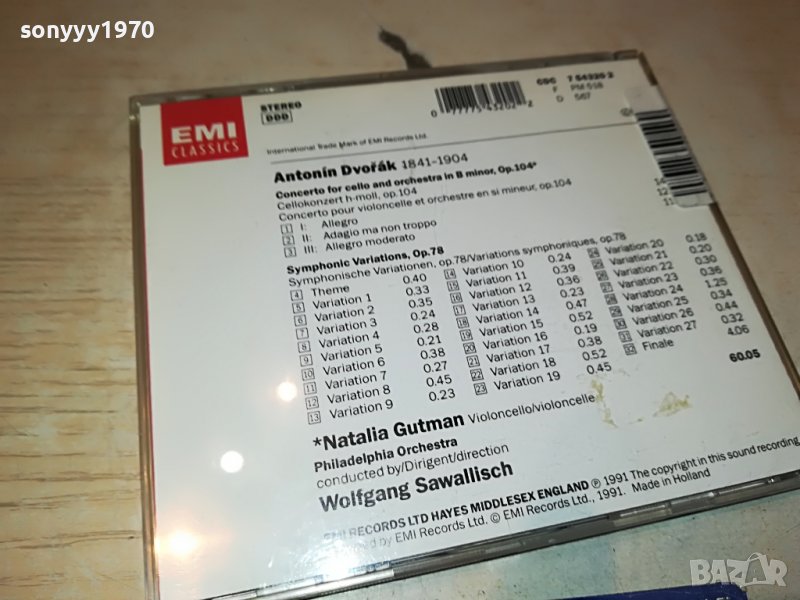 sonyyy1970
EMI
CLASSICS
STEREO
DDD
0 77775 43202 2
CDC 7 54320 2
F PM 518
D 567
International Trade Mark of EMI Records Ltd.
Antonín Dvořák 1841-1904
Concerto for cello and orchestra in B minor, Op.104*
Cellokonzert h-moll, op.104
Concerto pour violoncelle et orchestre en si mineur, op.104
1 I: Allegro
2 II: Adagio ma non troppo
3 III: Allegro moderato
Symphonic Variations, Op.78
Symphonische Variationen, op.78/Variations symphoniques, op.78
4 Theme 0.40
5 Variation 1 0.33
6 Variation 2 0.35
7 Variation 3 0.24
8 Variation 4 0.28
9 Variation 5 0.21
10 Variation 6 0.38
11 Variation 7 0.27
12 Variation 8 0.45
13 Variation 9 0.23
14 Variation 10 0.24
15 Variation 11 0.39
16 Variation 12 0.36
17 Variation 13 0.23
18 Variation 14 0.47
19 Variation 15 0.52
20 Variation 16 0.19
21 Variation 17 0.38
22 Variation 18 0.52
23 Variation 19 0.45
24 Variation 20 0.18
25 Variation 21 0.20
26 Variation 22 0.30
27 Variation 23 0.36
28 Variation 24 1.25
29 Variation 25 0.34
30 Variation 26 0.44
31 Variation 27 0.32
32 Finale 4.06
60.05
*Natalia Gutman Violoncello/violoncelle
Philadelphia Orchestra
conducted by/Dirigent/direction
Wolfgang Sawallisch
EMI RECORDS LTD HAYES MIDDLESEX ENGLAND ℗ 1991 The copyright in this sound recording
by EMI Records Ltd. © EMI Records Ltd., 1991. Made in Holland
BAZAR